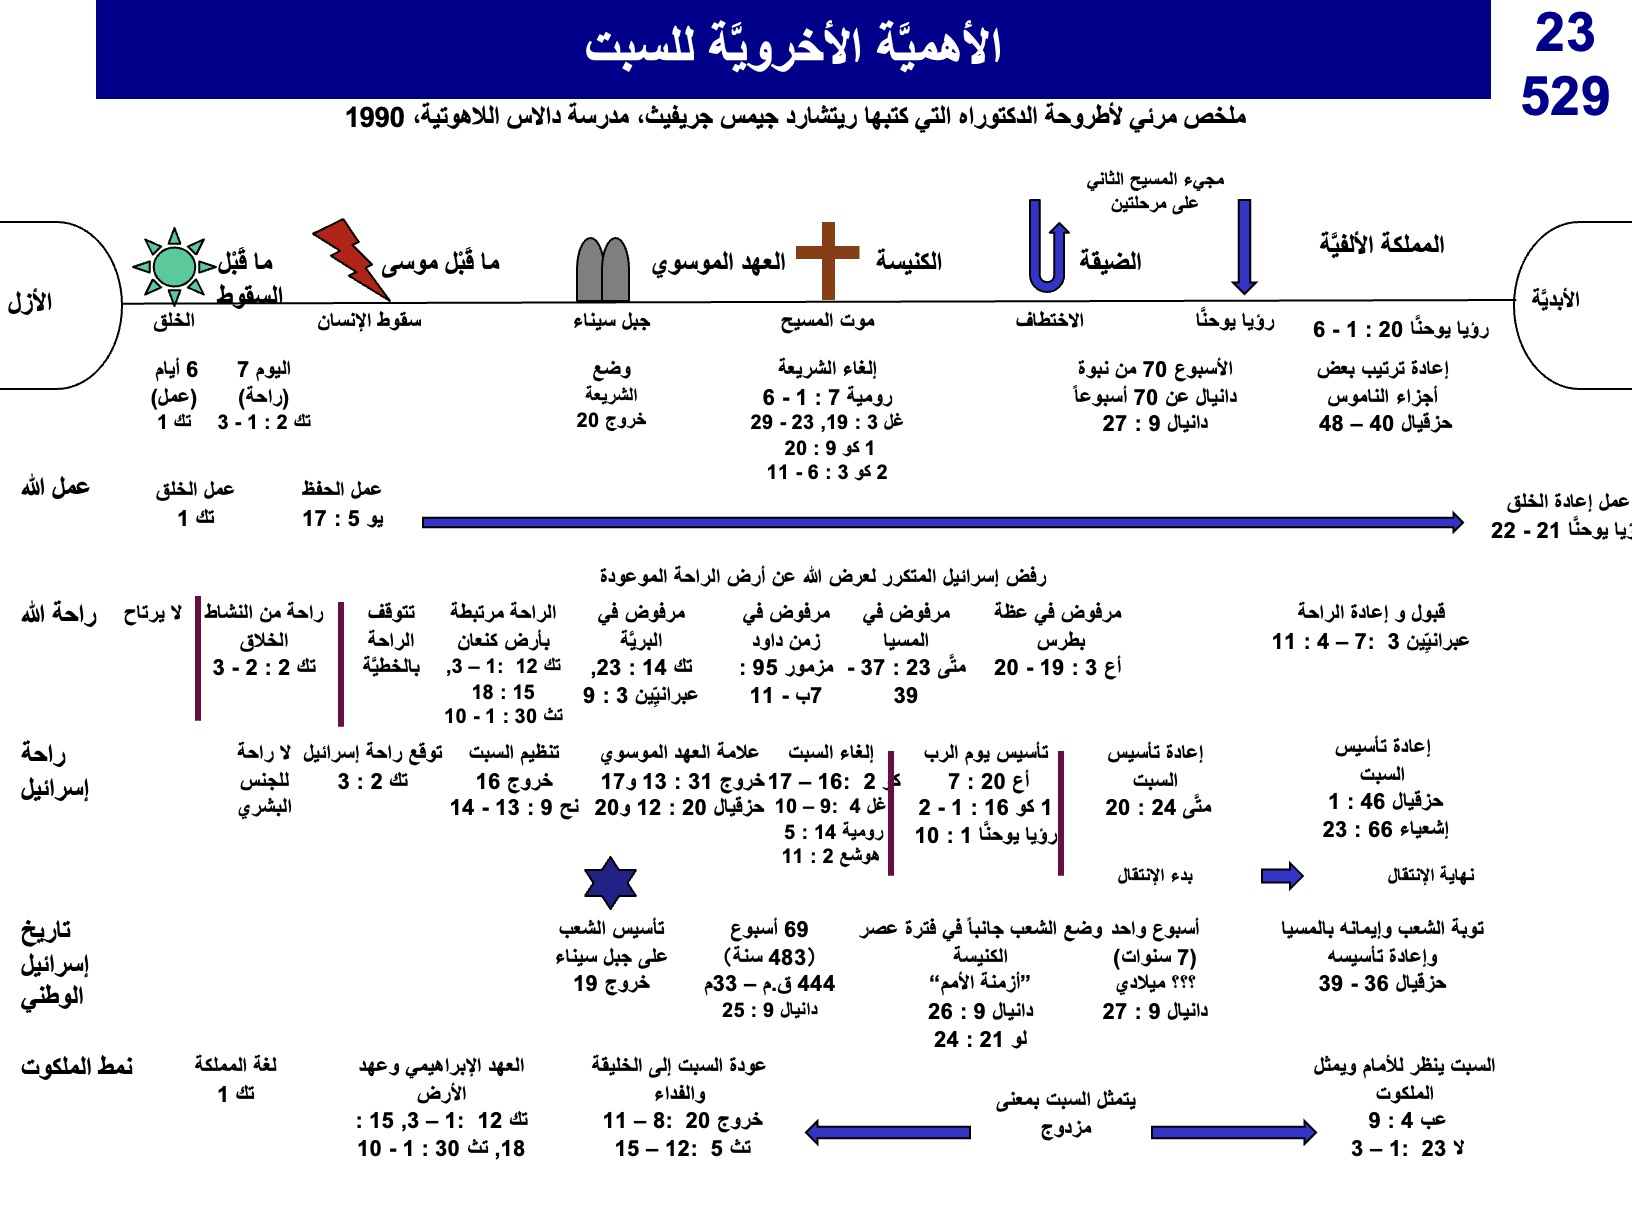 الأهميَّة الأخرويَّة للسبت
23
529
ملخص مرئي لأطروحة الدكتوراه التي كتبها ريتشارد جيمس جريفيث، مدرسة دالاس اللاهوتية، 1990
مجيء المسيح الثاني
على مرحلتين
الأزل
ما قَبْل
السقوط
ما قَبْل موسى
العهد الموسوي
الكنيسة
الضيقة
المملكة الألفيَّة
الأبديَّة
الخلق
سقوط الإنسان
جبل سيناء
موت المسيح
الاختطاف
رؤيا يوحنَّا
رؤيا يوحنَّا 20 : 1 - 6
6 أيام
(عمل)
تك 1
اليوم 7
(راحة)
تك 2 : 1 - 3
وضع
الشريعة
خروج 20
إلغاء الشريعة
رومية 7 : 1 - 6
غل 3 : 19, 23 - 29
1 كو 9 : 20
2 كو 3 : 6 - 11
الأسبوع 70 من نبوة
دانيال عن 70 أسبوعاً
دانيال 9 : 27
إعادة ترتيب بعض
أجزاء الناموس
حزقيال 40 – 48
عمل الله
عمل الخلق
تك 1
عمل الحفظ
يو 5 : 17
عمل إعادة الخلق
رؤيا يوحنَّا 21 - 22
رفض إسرائيل المتكرر لعرض الله عن أرض الراحة الموعودة
راحة الله
لا يرتاح
راحة من النشاط
الخلاق
تك 2 : 2 - 3
تتوقف
الراحة
بالخطيَّة
الراحة مرتبطة
بأرض كنعان
تك 12 :1 – 3,
15 : 18
تث 30 : 1 - 10
مرفوض في
البريَّة
تك 14 : 23,
عبرانيِّين 3 : 9
مرفوض في
زمن داود
مزمور 95 :
7ب - 11
مرفوض في
المسيا
متَّى 23 : 37 -
39
مرفوض في عظة
بطرس
أع 3 : 19 - 20
قبول و إعادة الراحة
عبرانيِّين 3 :7 – 4 : 11
راحة
إسرائيل
لا راحة
للجنس
البشري
توقع راحة إسرائيل
تك 2 : 3
تنظيم السبت
خروج 16
نح 9 : 13 - 14
علامة العهد الموسوي
خروج 31 : 13 و17
حزقيال 20 : 12 و20
إلغاء السبت
كو 2 :16 – 17
غل 4 :9 – 10
رومية 14 : 5
هوشع 2 : 11
تأسيس يوم الرب
أع 20 : 7
1 كو 16 : 1 - 2
رؤيا يوحنَّا 1 : 10
إعادة تأسيس
السبت
متَّى 24 : 20
إعادة تأسيس
السبت
حزقيال 46 : 1
إشعياء 66 : 23
بدء الإنتقال
نهاية الإنتقال
تاريخ
إسرائيل
الوطني
تأسيس الشعب
على جبل سيناء
خروج 19
69 أسبوع
(483 سنة)
444 ق.م – 33م
دانيال 9 : 25
وضع الشعب جانباً في فترة عصر
الكنيسة
”أزمنة الأمم“
دانيال 9 : 26
لو 21 : 24
أسبوع واحد
(7 سنوات)
؟؟؟ ميلادي
دانيال 9 : 27
توبة الشعب وإيمانه بالمسيا
وإعادة تأسيسه
حزقيال 36 - 39
نمط الملكوت
لغة المملكة
تك 1
العهد الإبراهيمي وعهد
الأرض
تك 12 :1 – 3, 15 :
18, تث 30 : 1 - 10
عودة السبت إلى الخليقة
والفداء
خروج 20 :8 – 11
تث 5 :12 – 15
يتمثل السبت بمعنى
مزدوج
السبت ينظر للأمام ويمثل
الملكوت
عب 4 : 9
لا 23 :1 – 3